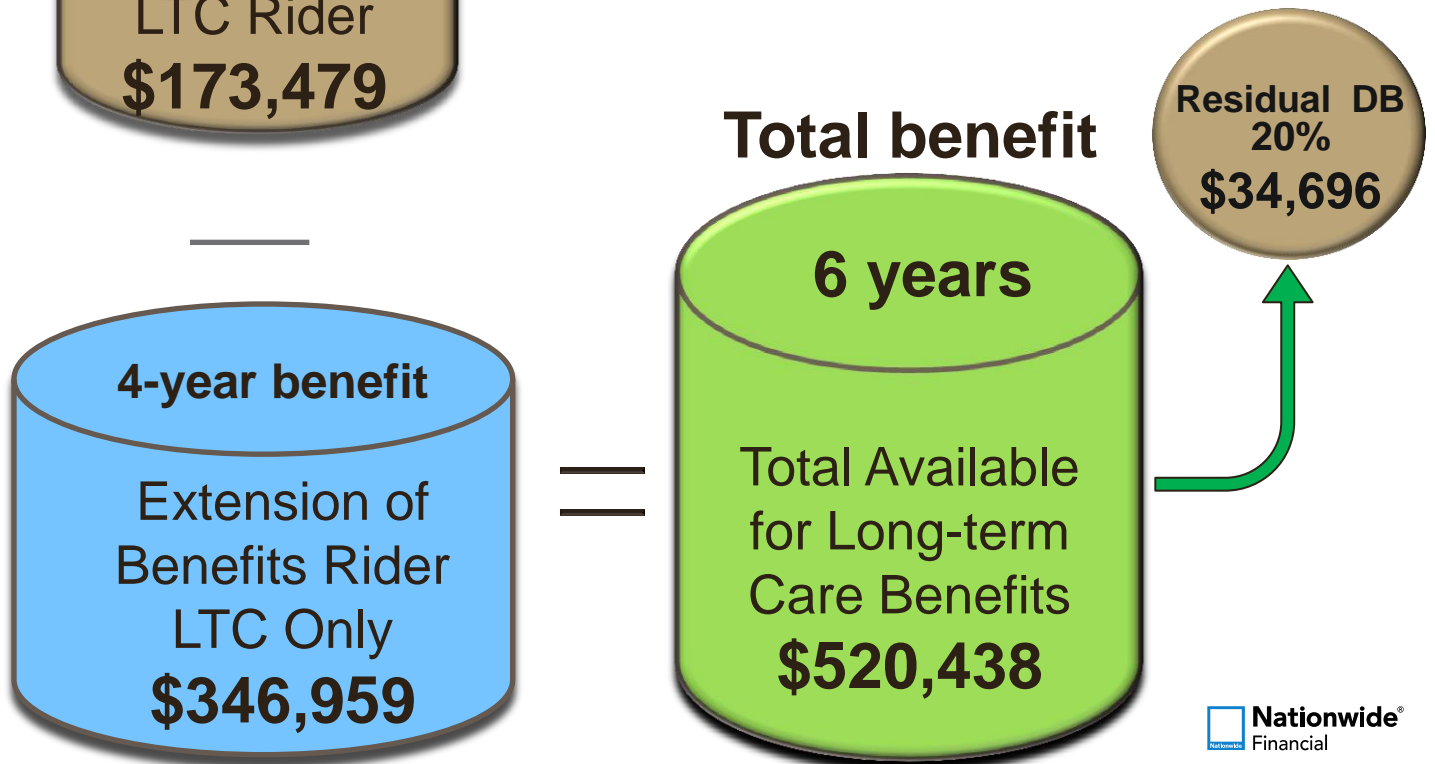 LTC Rider
$173,479
Total benefit
Residual DB
20%
$34,696
6 years
4-year benefit
Extension of
Benefits Rider
LTC Only
$346,959
=
Total Available
for Long-term
Care Benefits
$520,438
Nationwide
Nationwide®
Financial